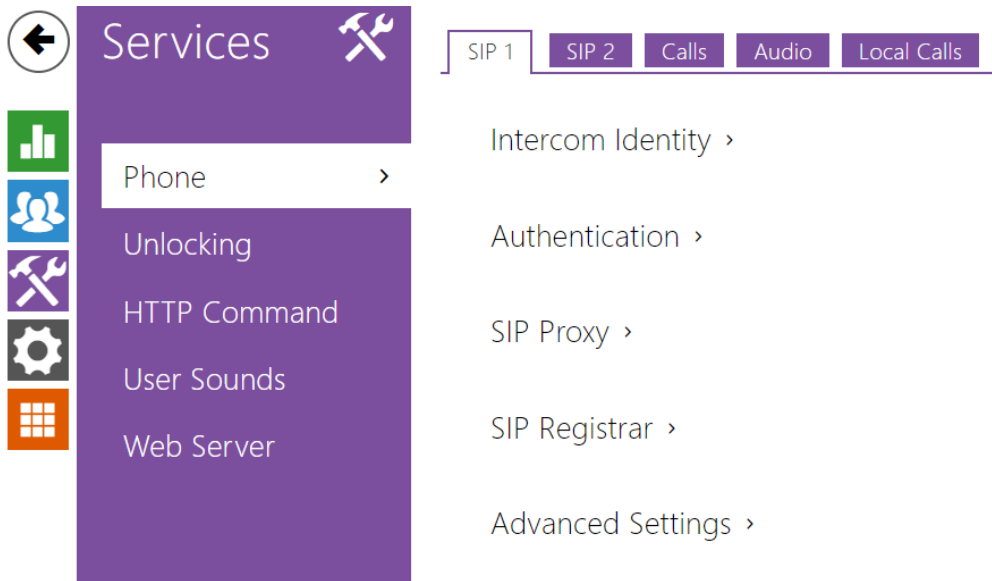 Services
Phone
Unlocking
HTTP Command
User Sounds
Web Server
SIP 1
SIP 2
Calls
Audio
Local Calls
Intercom Identity
Authentication
SIP Proxy
SIP Registrar
Advanced Settings